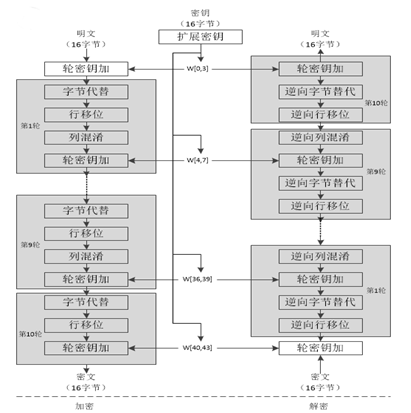 密钥
(16字节)
扩展密钥
明文
(16字节)
轮密钥加
字节代替
行移位
列混淆
轮密钥加
第1轮
字节代替
行移位
列混淆
轮密钥加
第9轮
字节代替
行移位
轮密钥加
第10轮
密文
(16字节)
加密
W[0,3]
W[4,7]
W[36,39]
W[40,43]
明文
(16字节)
轮密钥加
逆向字节替代
逆向行移位
第10轮
逆向列混淆
轮密钥加
逆向字节替代
逆向行移位
第9轮
逆向列混淆
轮密钥加
逆向字节替代
逆向行移位
第1轮
轮密钥加
密文
(16字节)
解密